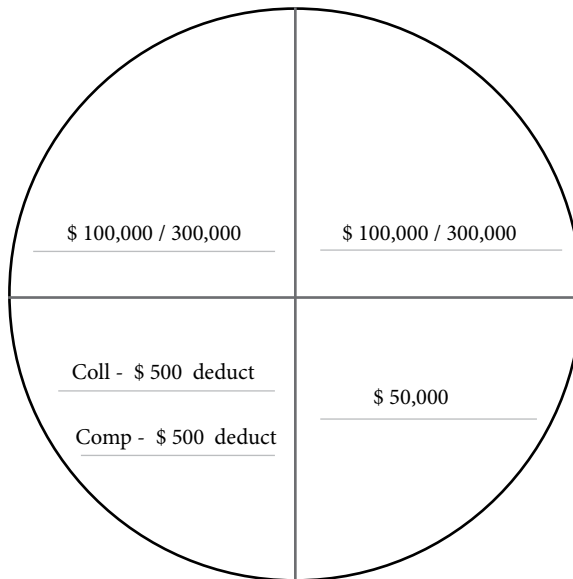 $ 100,000 / 300,000
$ 100,000 / 300,000
Coll - $ 500 deduct
Comp - $ 500 deduct
$ 50,000